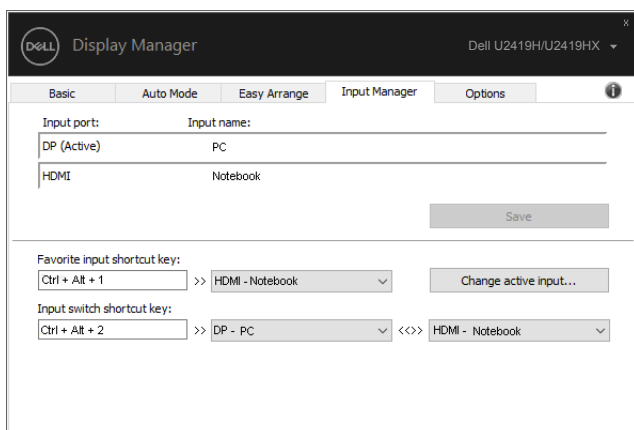 x
DELL Display Manager Dell U2419H/U2419HX
Basic Auto Mode Easy Arrange Input Manager Options i
Input port: Input name:
DP (Active) PC
HDMI Notebook
Save
Favorite input shortcut key:
Ctrl + Alt + 1 >> HDMI - Notebook Change active input...
Input switch shortcut key:
Ctrl + Alt + 2 >> DP - PC <<>> HDMI - Notebook